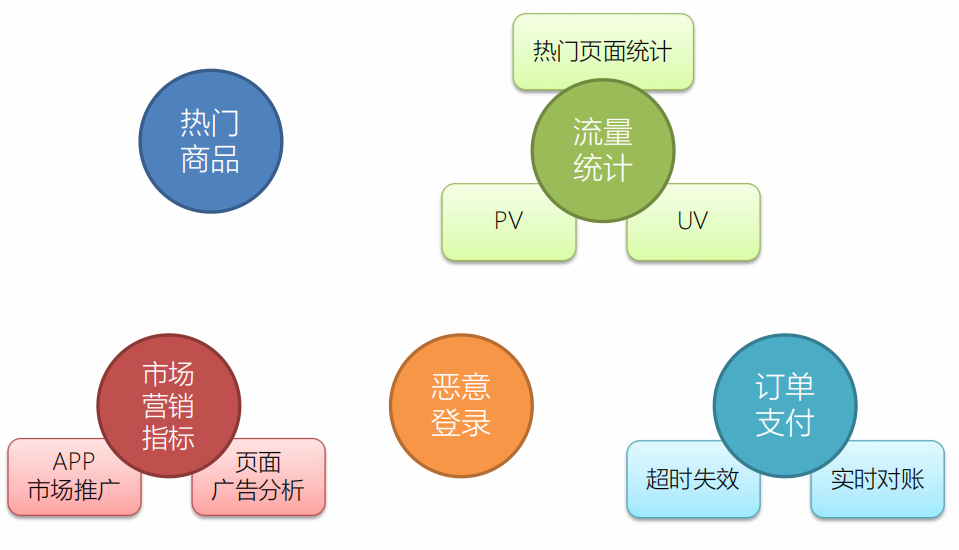 热门页面统计
热门
商品
流量
统计
PV
UV
市场
营销
指标
APP
市场推广
页面
广告分析
恶意
登录
订单
支付
超时失效
实时对账